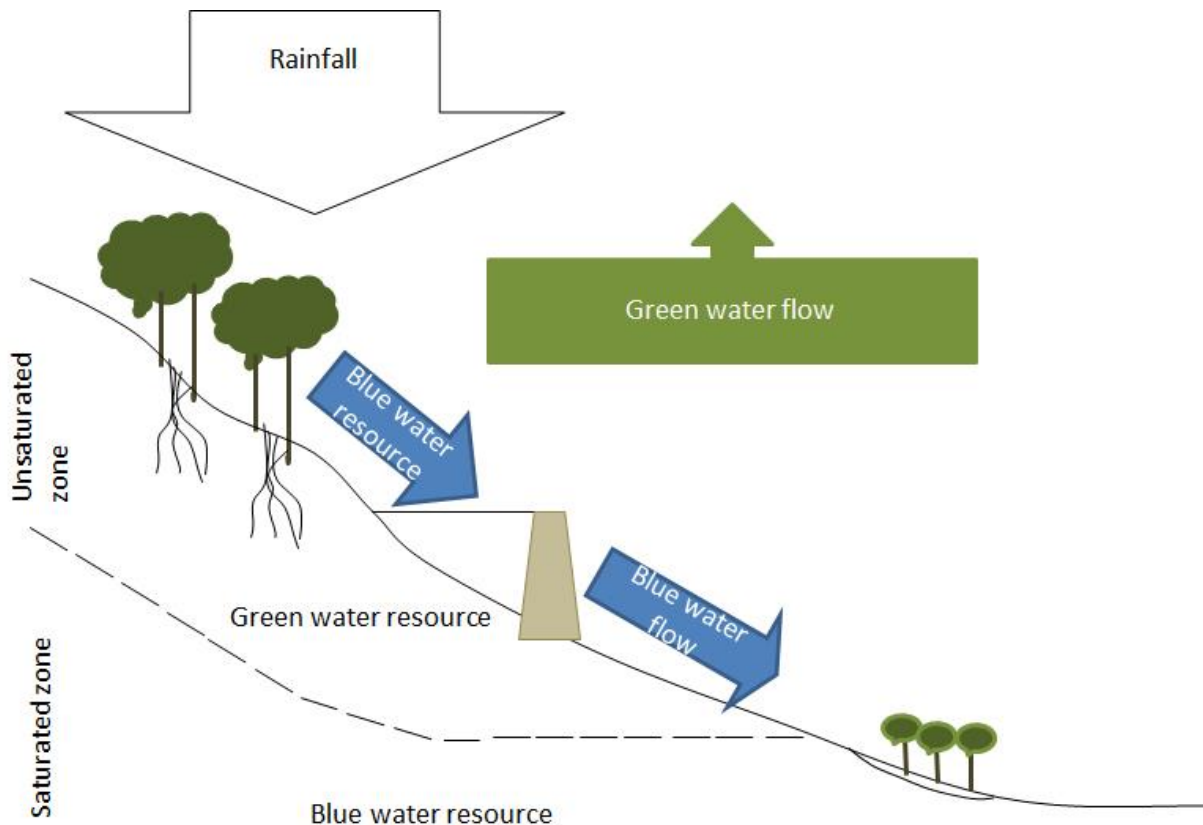 Rainfall
Green water flow
Blue water
resource
Unsaturated
zone
Blue water
flow
Green water resource
Saturated zone
Blue water resource